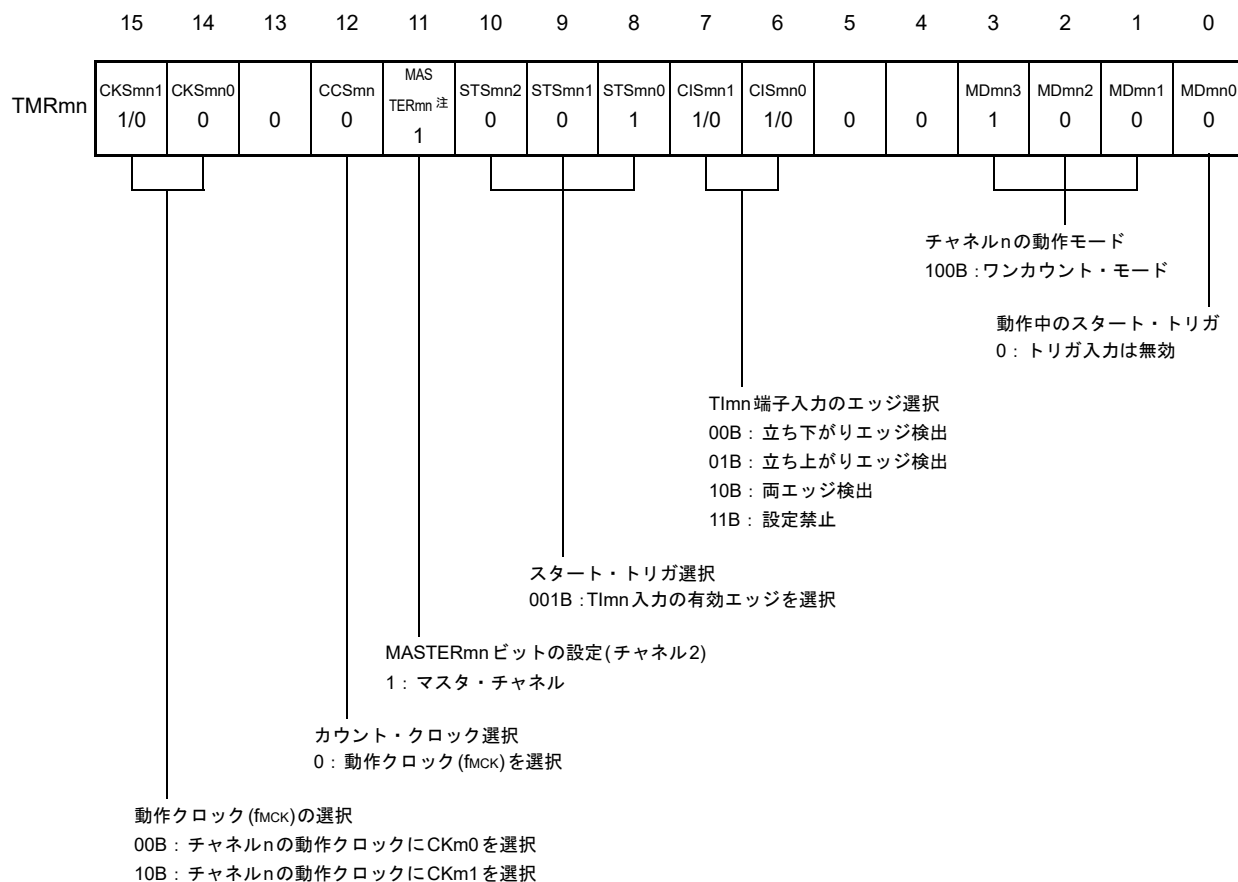 15 14 13 12 11 10 9 8 7 6 5 4 3 2 1 0
TMRmn
CKSmn1 CKSmn0 CCSmn MAS TERmn 注 STSmn2 STSmn1 STSmn0 CISmn1 CISmn0 MDmn3 MDmn2 MDmn1 MDmn0
1/0 0 0 0 1 0 0 1 1/0 1/0 0 0 1 0 0 0
チャネルnの動作モード
100B : ワンカウント・モード
動作中のスタート・トリガ
0 : トリガ入力は無効
TImn端子入力のエッジ選択
00B : 立ち下がりエッジ検出
01B : 立ち上がりエッジ検出
10B : 両エッジ検出
11B : 設定禁止
スタート・トリガ選択
001B : TImn入力の有効エッジを選択
MASTERmnビットの設定(チャネル2)
1 : マスタ・チャネル
カウント・クロック選択
0 : 動作クロック(fMCK)を選択
動作クロック(fMCK)の選択
00B : チャネルnの動作クロックにCKm0を選択
10B : チャネルnの動作クロックにCKm1を選択